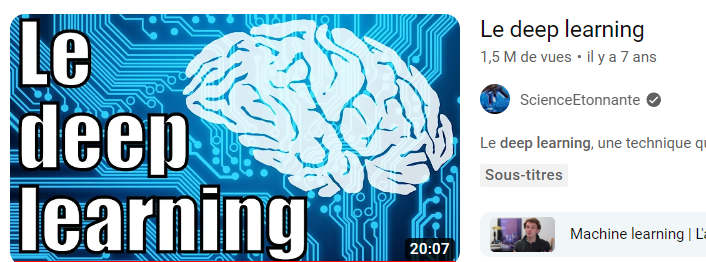 Le
deep
learning
20:07
Le deep learning
1,5 M de vues • il y a 7 ans
ScienceEtonnante
Le deep learning, une technique
Sous-titres
Machine learning |